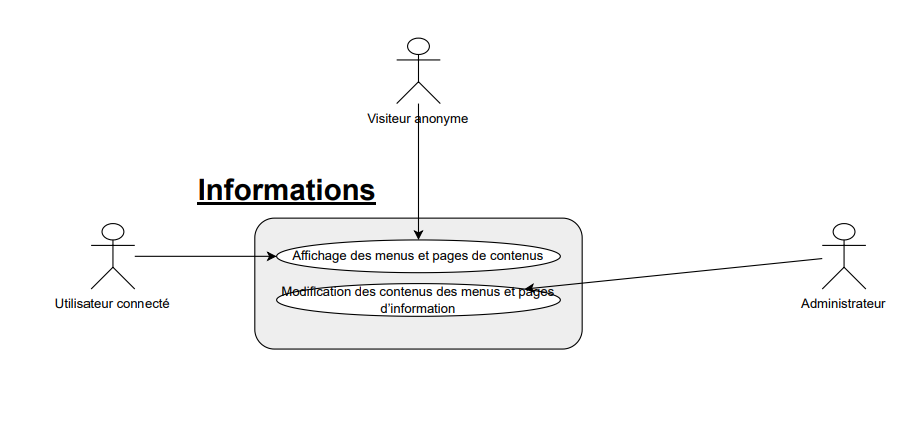 Visiteur anonyme
Informations
Affichage des menus et pages de contenus
Utilisateur connecté
Modification des contenus des menus et pages
d'information
Administrateur